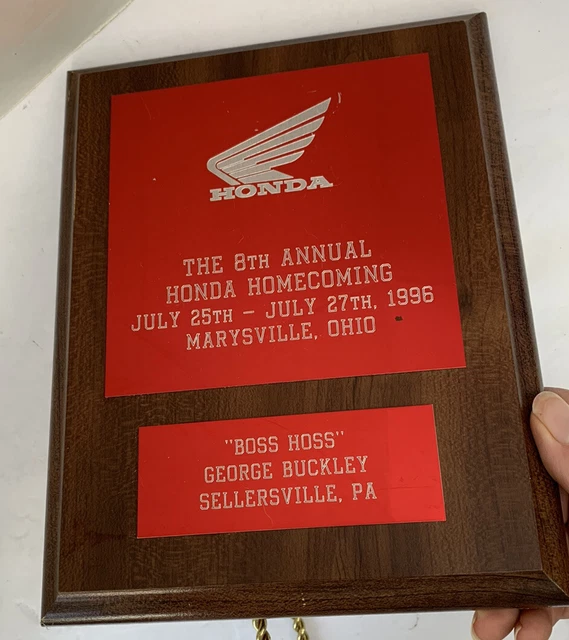 HONDA
THE 8TH ANNUAL
HONDA HOMECOMING
JULY 25TH – JULY 27TH, 1996
MARYSVILLE, OHIO
"BOSS HOSS"
GEORGE BUCKLEY
SELLERSVILLE, PA